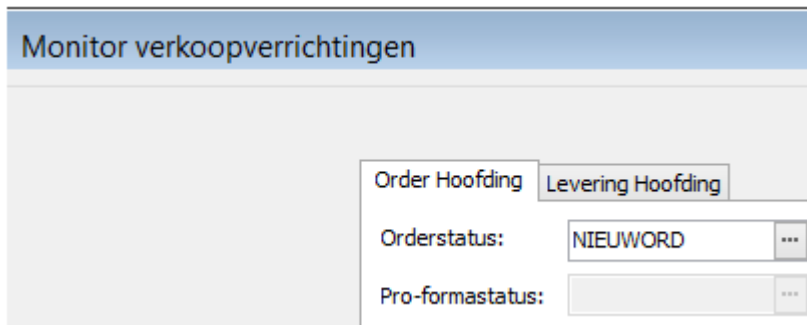 Monitor verkoopverrichtingen
Order Hoofding Levering Hoofding
Orderstatus: NIEUWORD ...
Pro-formastatus: ...